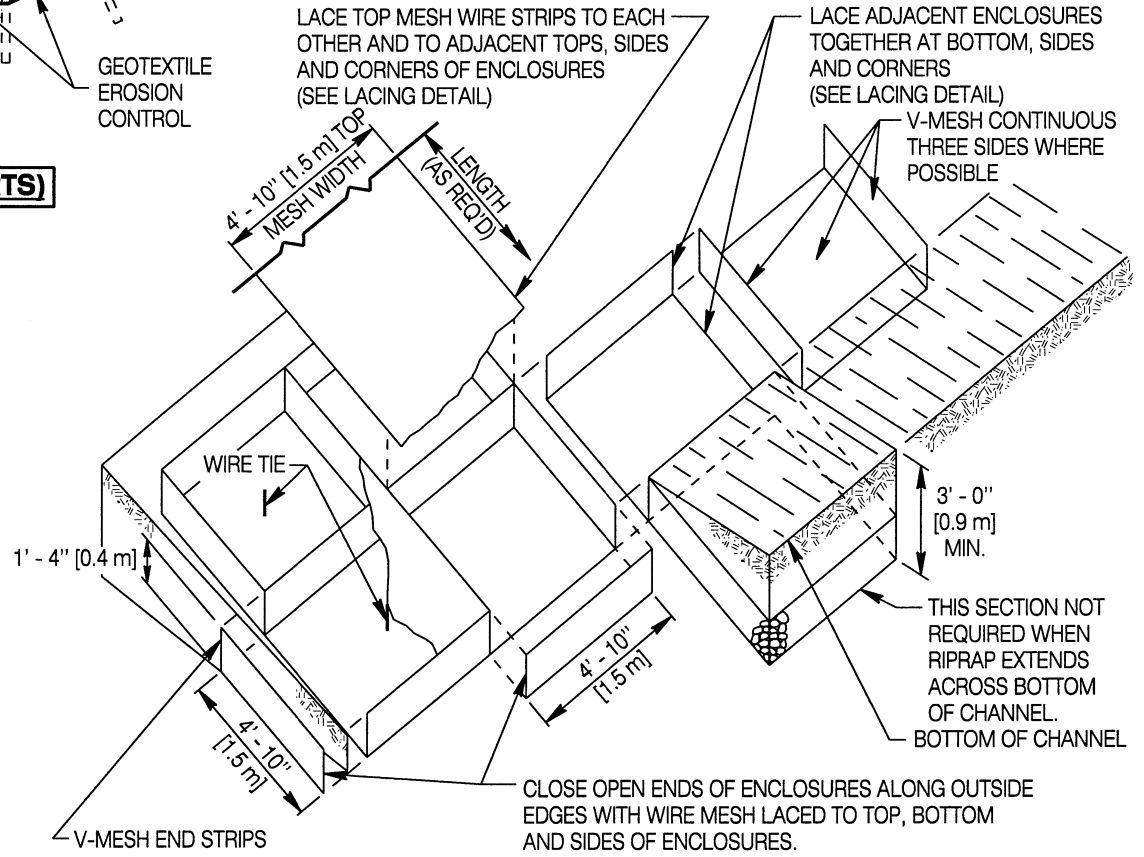 LACE TOP MESH WIRE STRIPS TO EACH
OTHER AND TO ADJACENT TOPS, SIDES
AND CORNERS OF ENCLOSURES
(SEE LACING DETAIL)
LACE ADJACENT ENCLOSURES
TOGETHER AT BOTTOM, SIDES
AND CORNERS
(SEE LACING DETAIL)
GEOTEXTILE
EROSION
CONTROL
V-MESH CONTINUOUS
THREE SIDES WHERE
POSSIBLE
4' - 10" [1.5 m] TOP
MESH WIDTH
LENGTH
(AS REQ'D)
TS)
WIRE TIE
1' - 4" [0.4 m]
3' - 0"
[0.9 m]
MIN.
THIS SECTION NOT
REQUIRED WHEN
RIPRAP EXTENDS
ACROSS BOTTOM
OF CHANNEL.
BOTTOM OF CHANNEL
4' - 10"
[1.5 m]
4' - 10"
[1.5 m]
CLOSE OPEN ENDS OF ENCLOSURES ALONG OUTSIDE
EDGES WITH WIRE MESH LACED TO TOP, BOTTOM
AND SIDES OF ENCLOSURES.
V-MESH END STRIPS